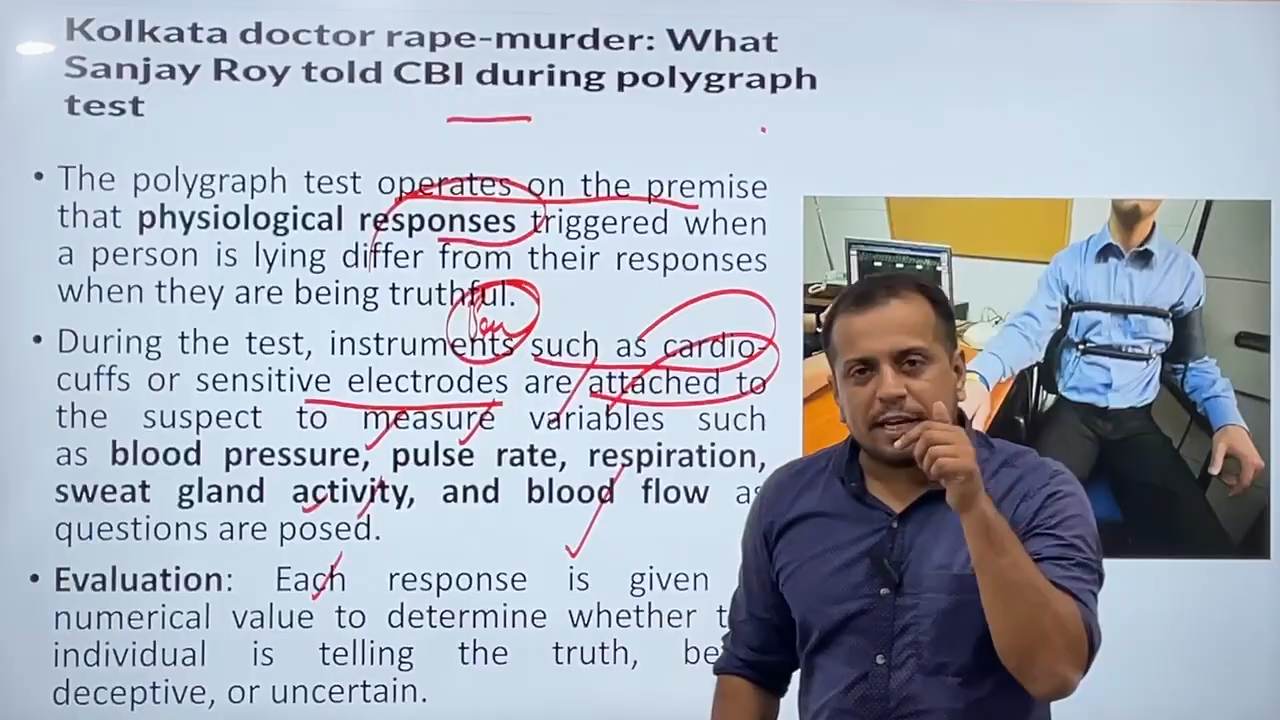 Kolkata doctor rape-murder: What
Sanjay Roy told CBI during polygraph
test
• The polygraph test operates on the premise
that physiological responses triggered when
a person is lying differ from their responses
when they are being truthful.
• During the test, instruments such as cardio-
cuffs or sensitive electrodes are attached to
the suspect to measure variables such
as blood pressure, pulse rate, respiration,
sweat gland activity, and blood flow as
questions are posed.
• Evaluation: Each response is given
numerical value to determine whether
individual is telling the truth,
deceptive, or uncertain.